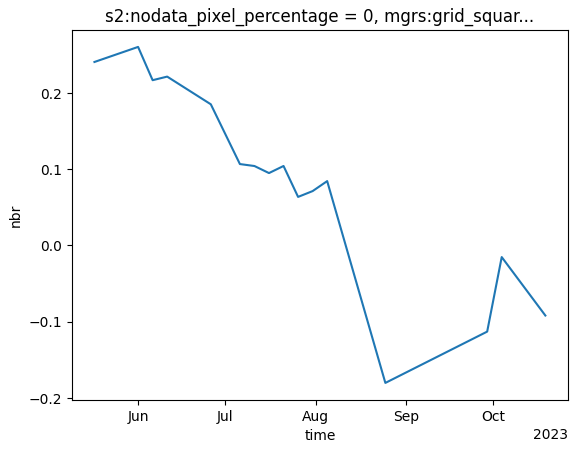 s2:nodata_pixel_percentage = 0, mgrs:grid_squar...
nbr
0.2
0.1
0.0
−0.1
−0.2
Jun Jul Aug Sep Oct
time
2023